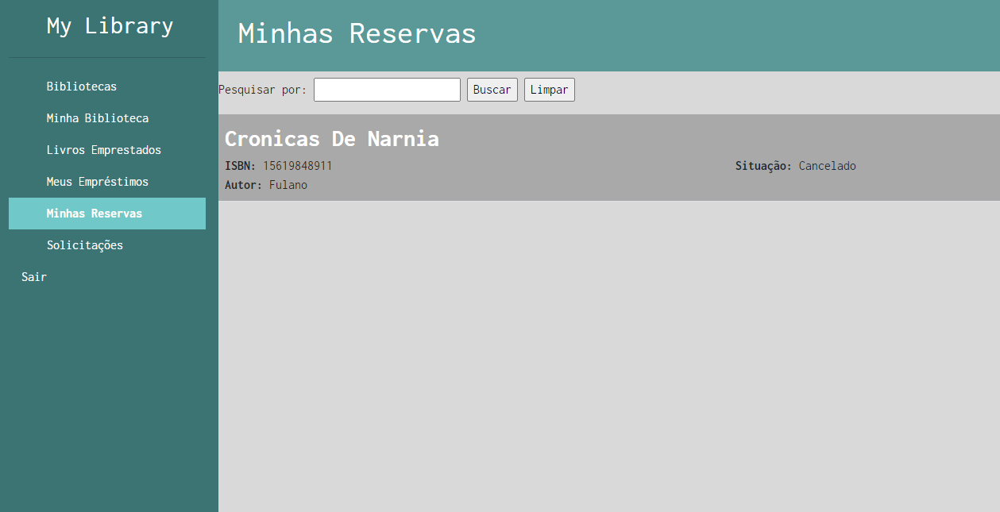 My Library
Bibliotecas
Minha Biblioteca
Livros Emprestados
Meus Empréstimos
Minhas Reservas
Solicitações
Sair
Minhas Reservas
Pesquisar por: Buscar Limpar
Cronicas De Narnia
ISBN: 15619848911 Situação: Cancelado
Autor: Fulano